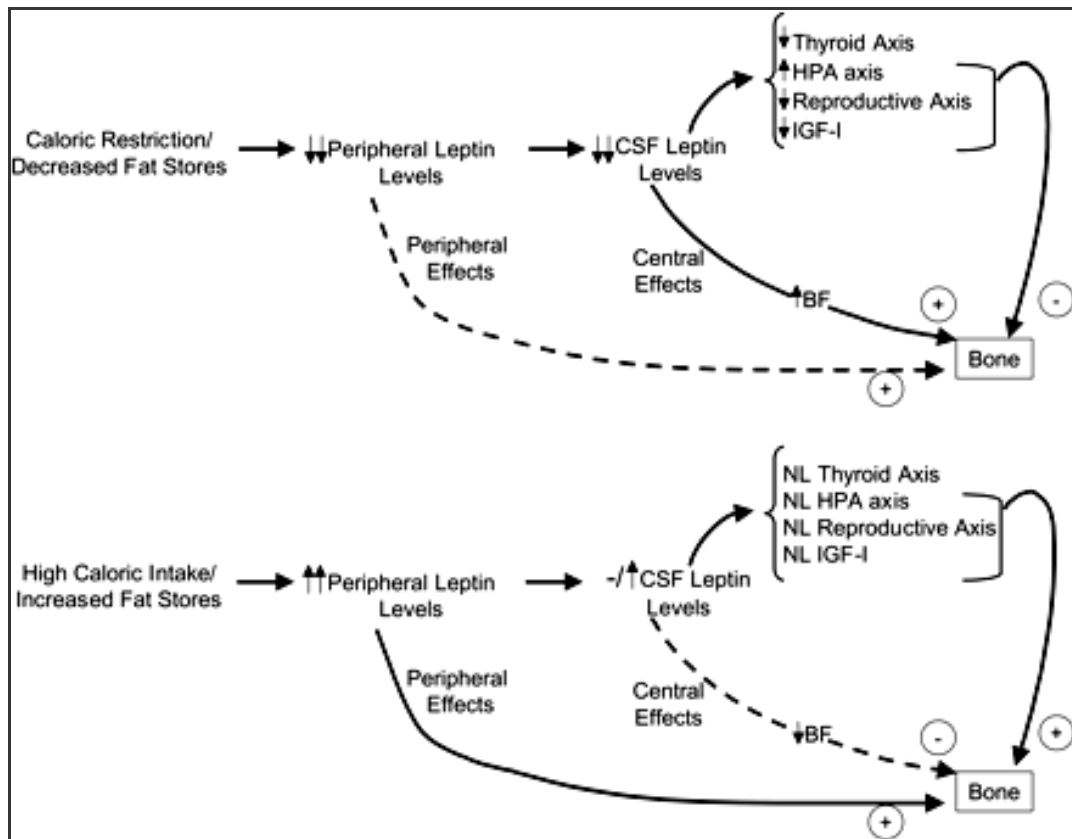 ↓Thyroid Axis
↑HPA axis
↓Reproductive Axis
↓IGF-I
Caloric Restriction/
Decreased Fat Stores
↓↓Peripheral Leptin
Levels
↓↓CSF Leptin
Levels
Peripheral
Effects
Central
Effects
↑BF
+
-
Bone
+
NL Thyroid Axis
NL HPA axis
NL Reproductive Axis
NL IGF-I
High Caloric Intake/
Increased Fat Stores
↑↑Peripheral Leptin
Levels
-/↑CSF Leptin
Levels
Peripheral
Effects
Central
Effects
↓BF
-
+
Bone
+